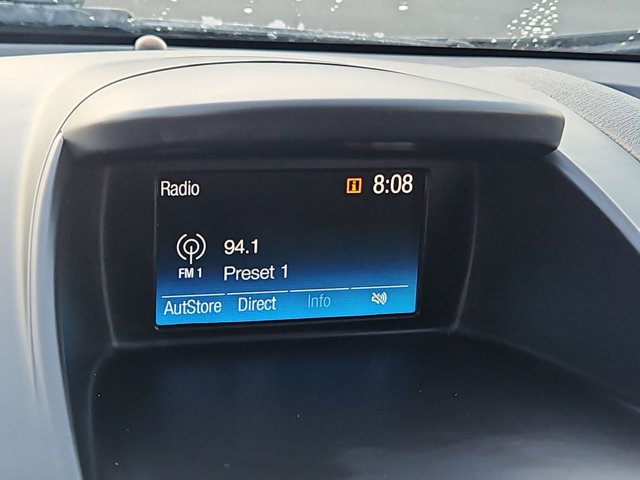 Radio 8:08
94.1
FM 1 Preset 1
AutStore Direct Info